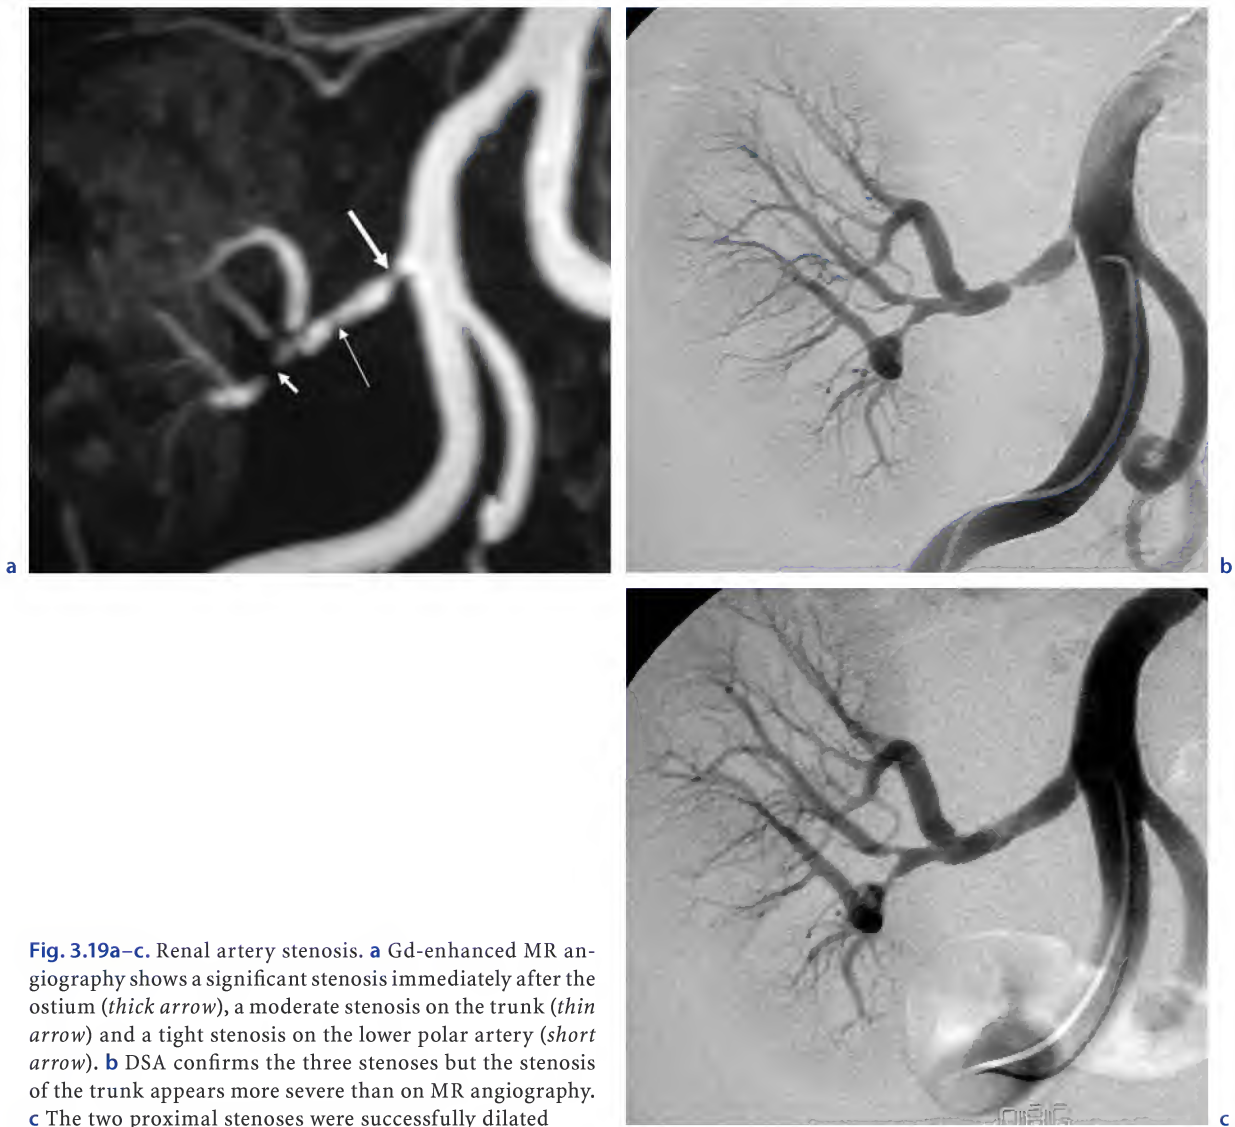 a
b
c
Fig. 3.19a–c. Renal artery stenosis. a Gd-enhanced MR an-
giography shows a significant stenosis immediately after the
ostium (thick arrow), a moderate stenosis on the trunk (thin
arrow) and a tight stenosis on the lower polar artery (short
arrow). b DSA confirms the three stenoses but the stenosis
of the trunk appears more severe than on MR angiography.
c The two proximal stenoses were successfully dilated